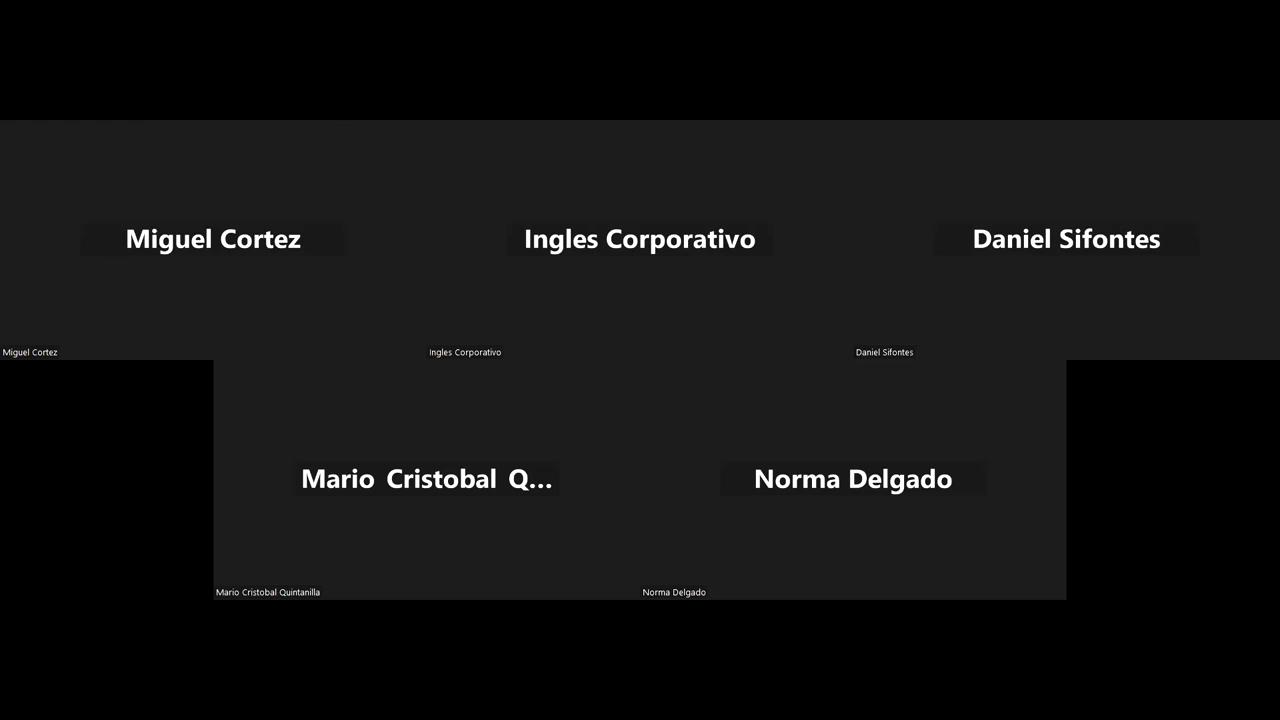 Miguel Cortez
Ingles Corporativo
Daniel Sifontes
Miguel Cortez
Ingles Corporativo
Daniel Sifontes
Mario Cristobal Q...
Norma Delgado
Mario Cristobal Quintanilla
Norma Delgado